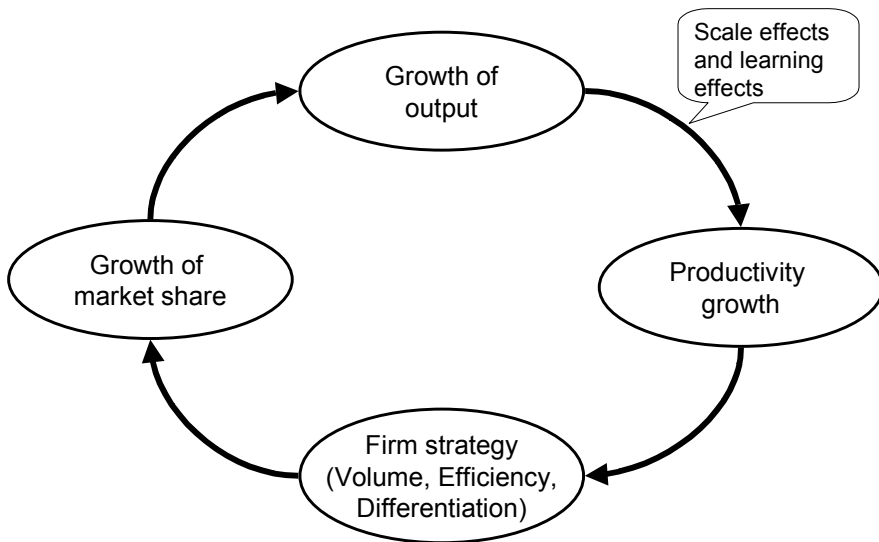 Growth of
output
Scale effects
and learning
effects
Productivity
growth
Firm strategy
(Volume, Efficiency,
Differentiation)
Growth of
market share